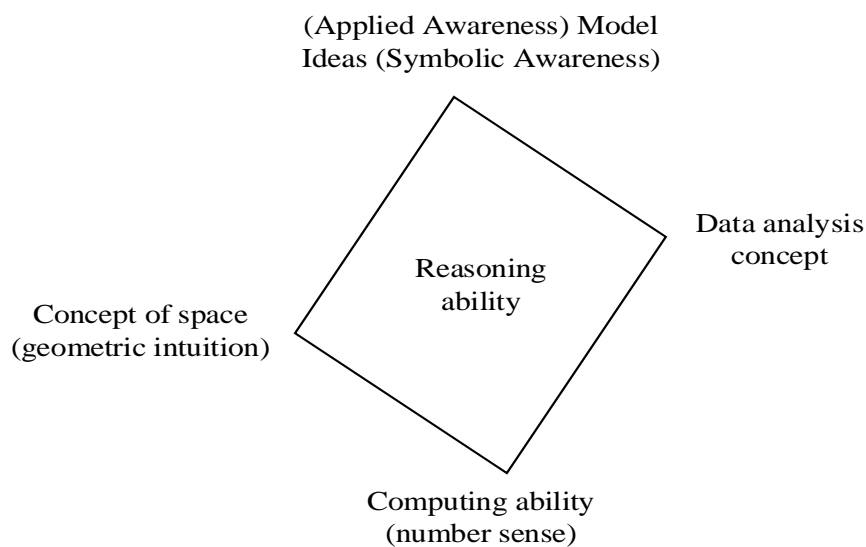 (Applied Awareness) Model
Ideas (Symbolic Awareness)
Data analysis
concept
Reasoning
ability
Concept of space
(geometric intuition)
Computing ability
(number sense)